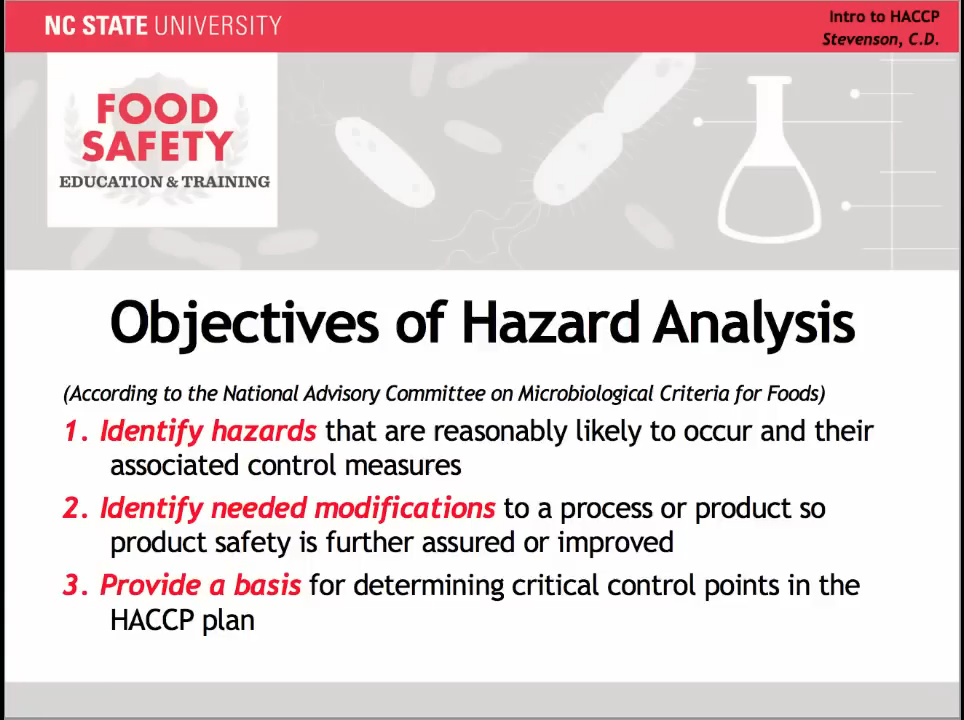 NC STATE UNIVERSITY
Intro to HACCP
Stevenson, C.D.
FOOD
SAFETY
EDUCATION & TRAINING
Objectives of Hazard Analysis
(According to the National Advisory Committee on Microbiological Criteria for Foods)
1. Identify hazards that are reasonably likely to occur and their
associated control measures
2. Identify needed modifications to a process or product so
product safety is further assured or improved
3. Provide a basis for determining critical control points in the
HACCP plan